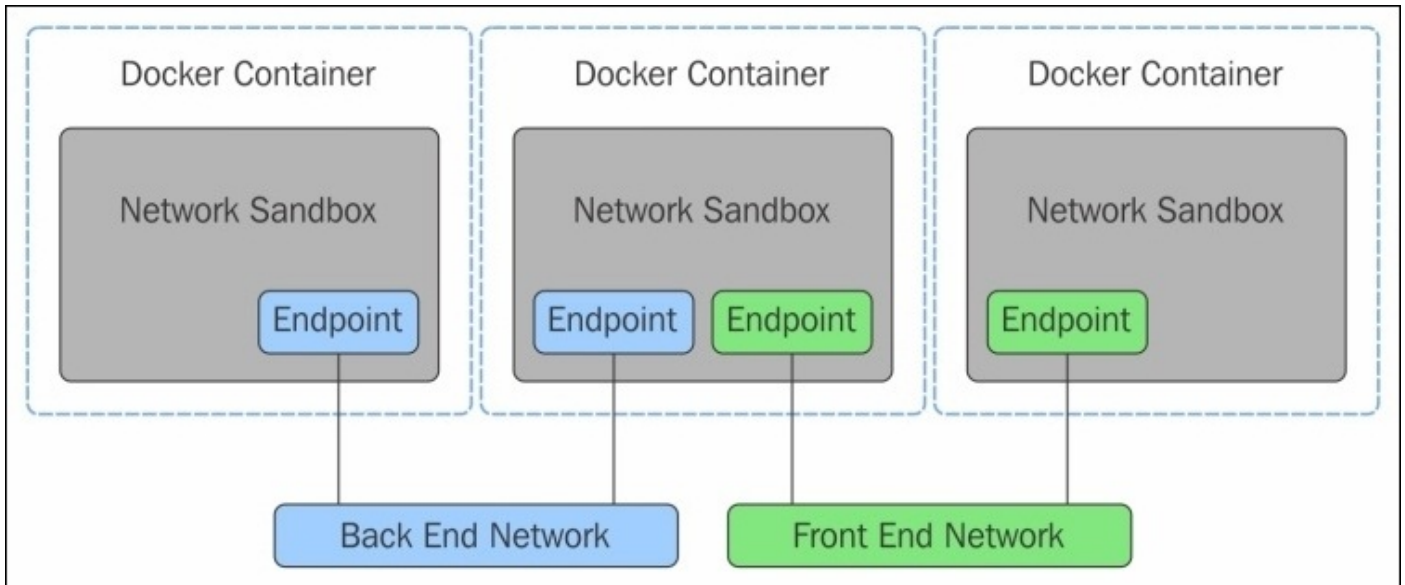 Docker Container
Docker Container
Docker Container
Network Sandbox
Network Sandbox
Network Sandbox
Endpoint
Endpoint
Endpoint
Endpoint
Back End Network
Front End Network